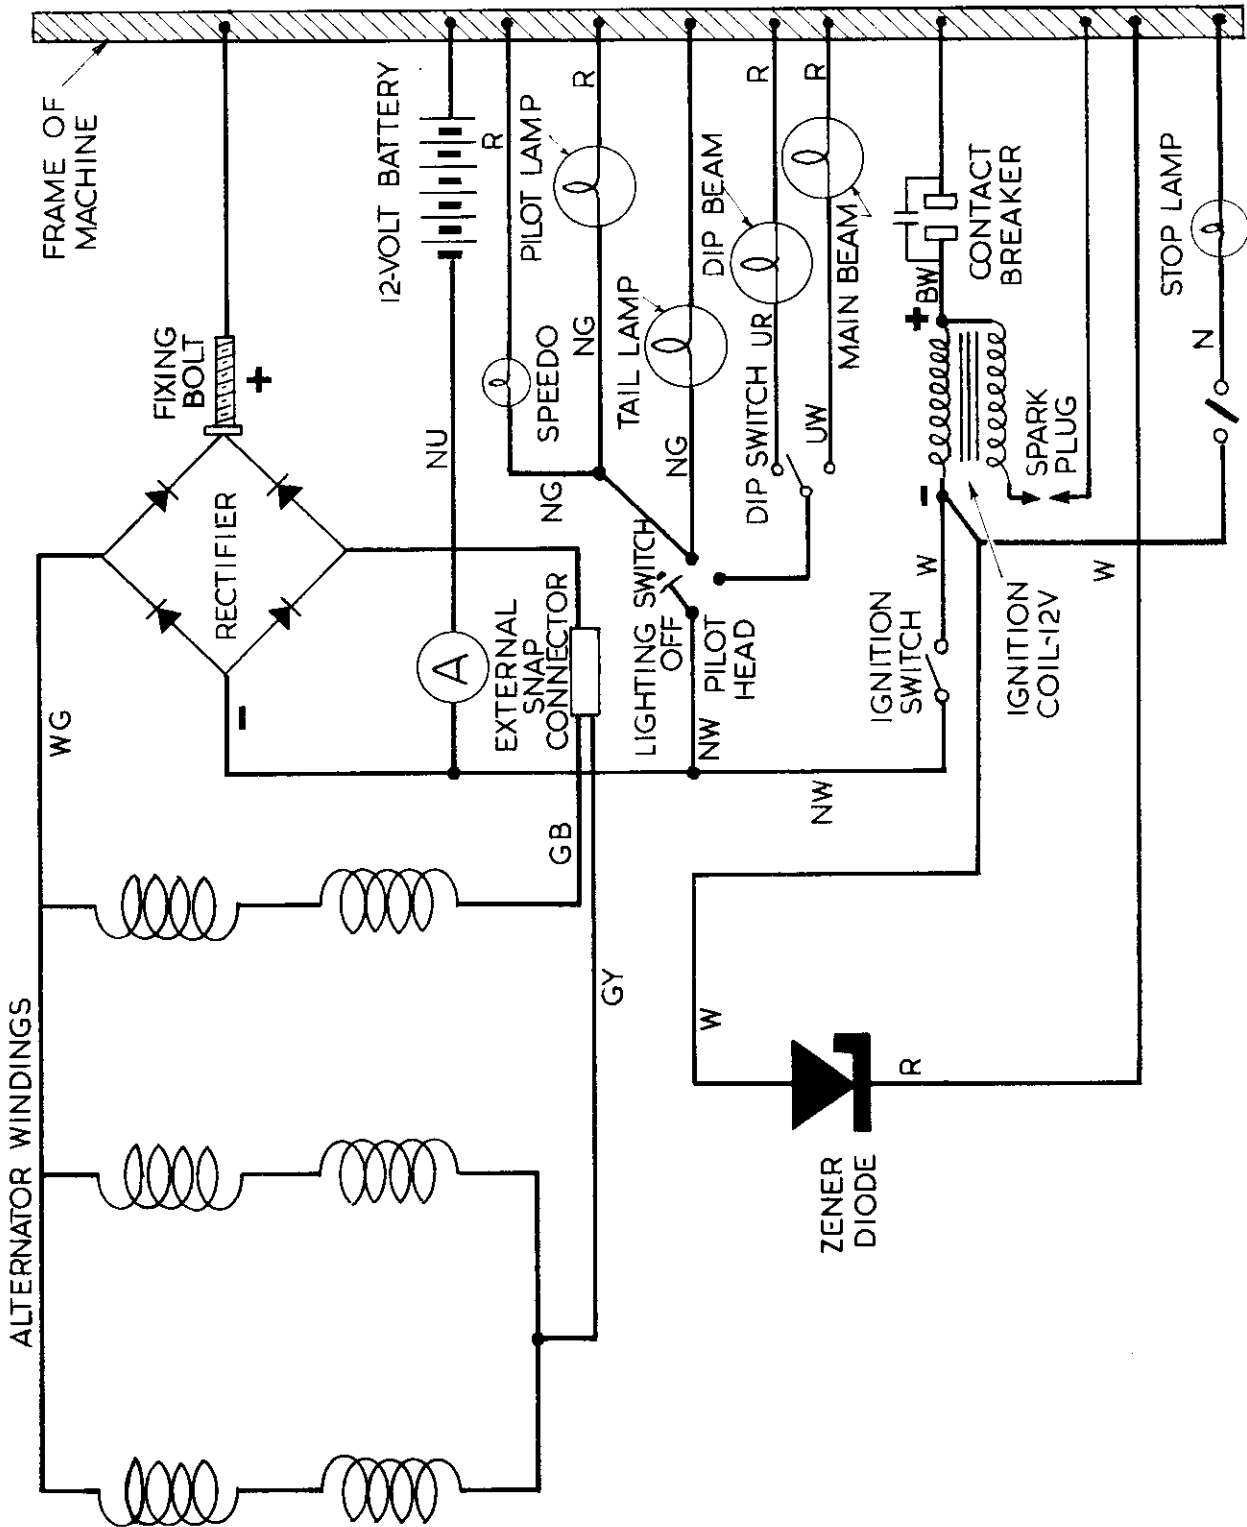 FRAME OF
MACHINE
FIXING
BOLT
+
RECTIFIER
-
WG
ALTERNATOR WINDINGS
12-VOLT BATTERY
NU
A
R
PILOT LAMP
R
SPEEDO
NG
NG
EXTERNAL
SNAP
CONNECTOR
GB
GY
TAIL LAMP
NG
LIGHTING SWITCH
OFF
PILOT
HEAD
NW
NW
DIP BEAM
R
R
DIP SWITCH UR
MAIN BEAM
UW
CONTACT
BREAKER
BW
+
-
W
IGNITION
SWITCH
IGNITION
COIL-12V
SPARK
PLUG
STOP LAMP
N
W
W
R
ZENER
DIODE